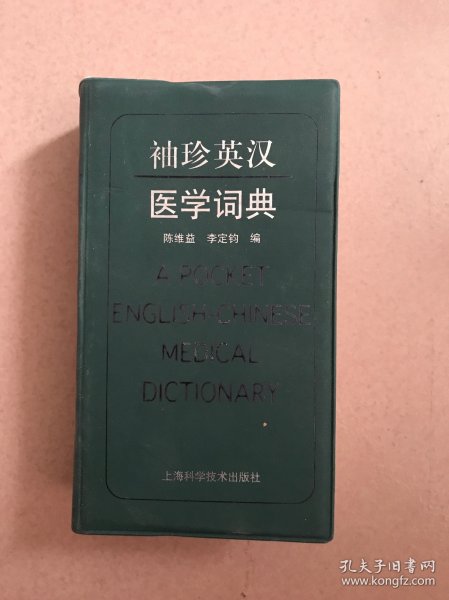 袖珍英汉
医学词典
陈维益 李定钧 编
A POCKET
ENGLISH-CHINESE
MEDICAL
DICTIONARY
上海科学技术出版社
孔夫子旧书网
www.kongfz.com